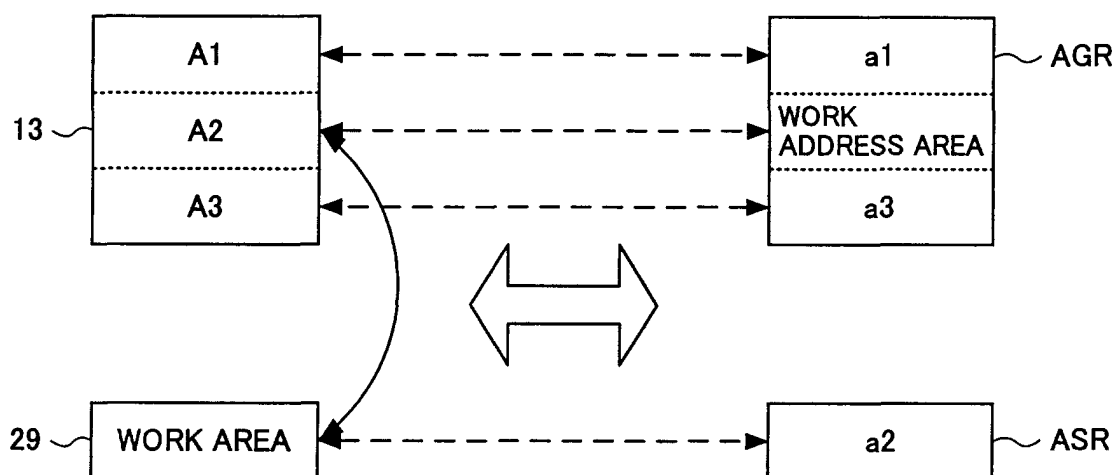 A1
a1
AGR
13
A2
WORK
ADDRESS AREA
A3
a3
29
WORK AREA
a2
ASR